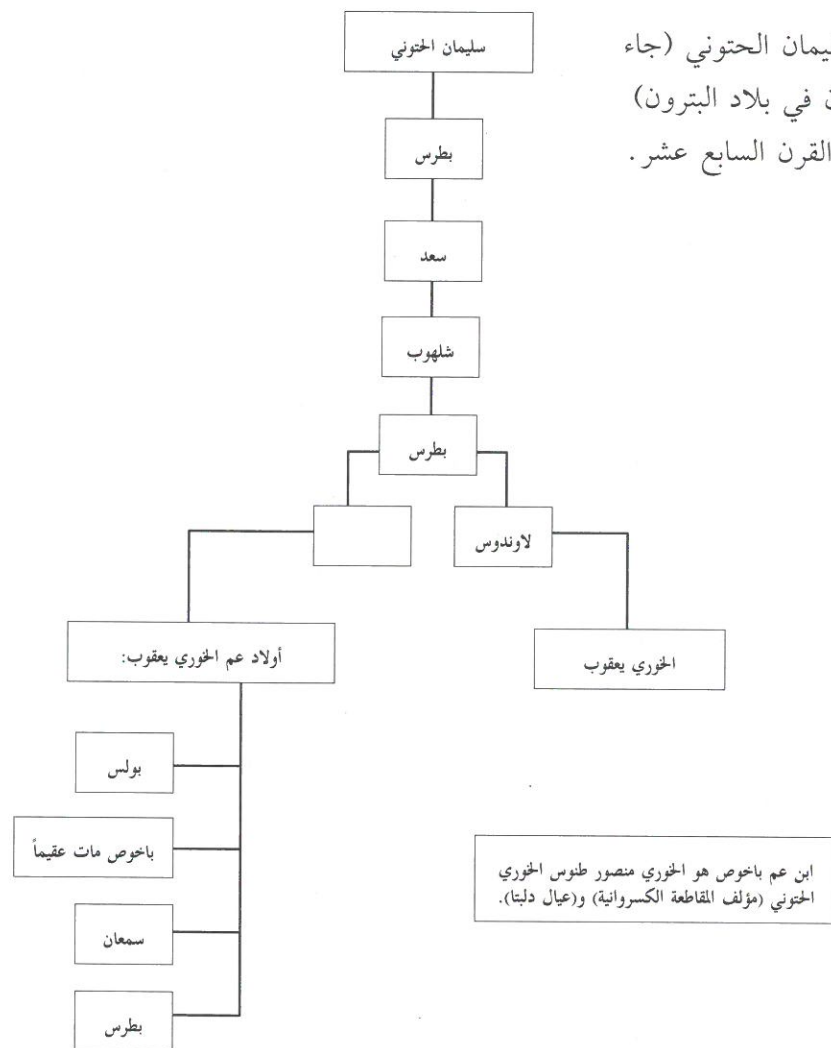 سليمان الحتوني (جاء
في بلاد البترون)
القرن السابع عشر.
سليمان الحتوني
بطرس
سعد
شلهوب
بطرس
لاوندوس
الخوري يعقوب
أولاد عم الخوري يعقوب:
بولس
باخوص مات عقيماً
سمعان
بطرس
ابن عم باخوص هو الخوري منصور طنوس الخوري
الحتوني (مؤلف المقاطعة الكسروانية) و(عيال دلبتا).